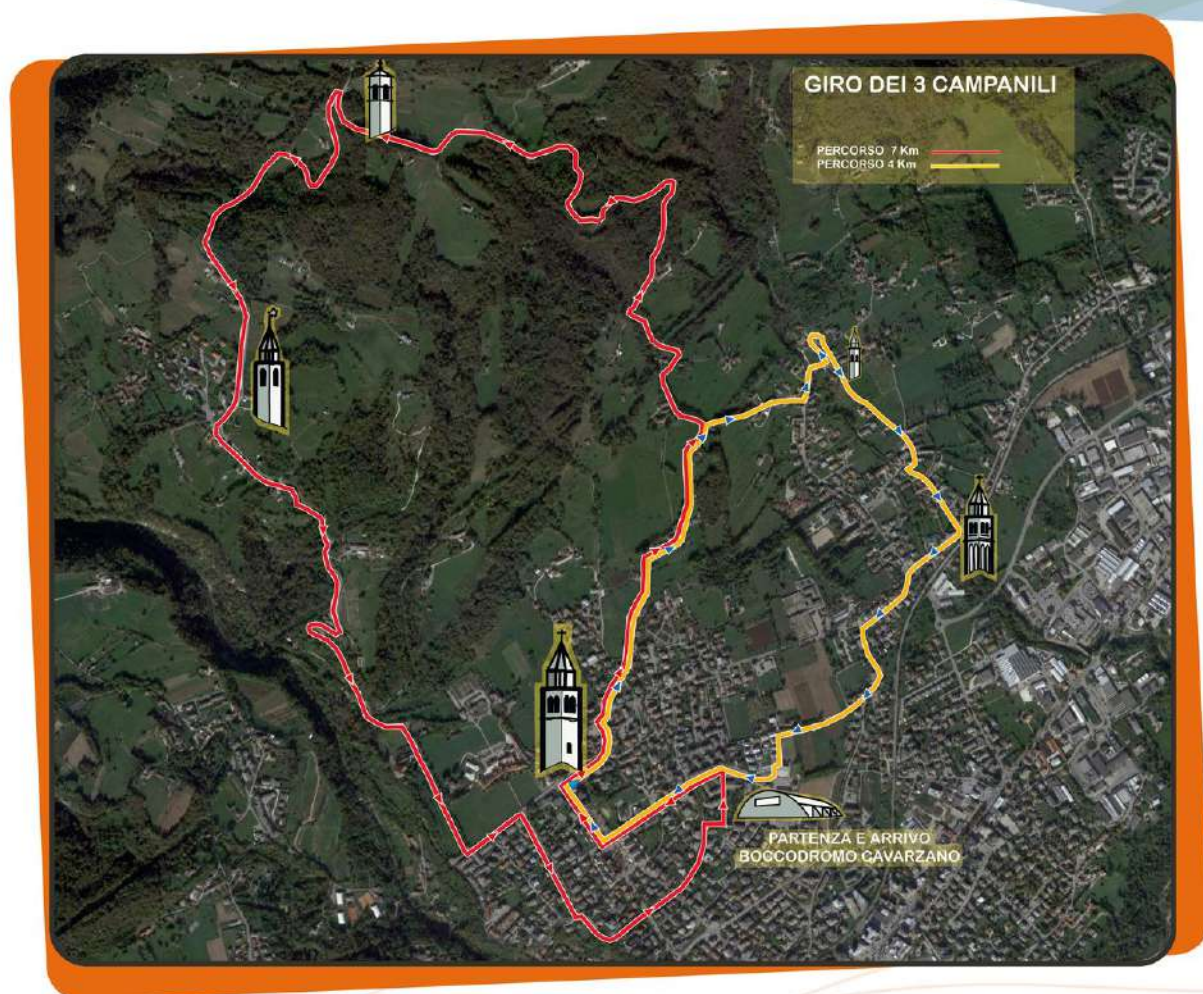 GIRO DEI 3 CAMPANILI
PERCORSO 7 Km
PERCORSO 4 Km
PARTENZA E ARRIVO
BOCCODROMO CAVARZANO